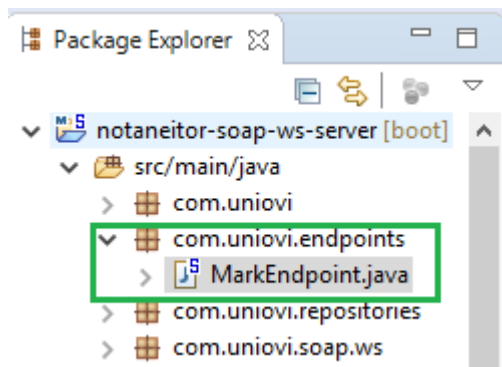 Package Explorer
notaneitor-soap-ws-server [boot]
src/main/java
com.uniovi
com.uniovi.endpoints
MarkEndpoint.java
com.uniovi.repositories
com.uniovi.soap.ws